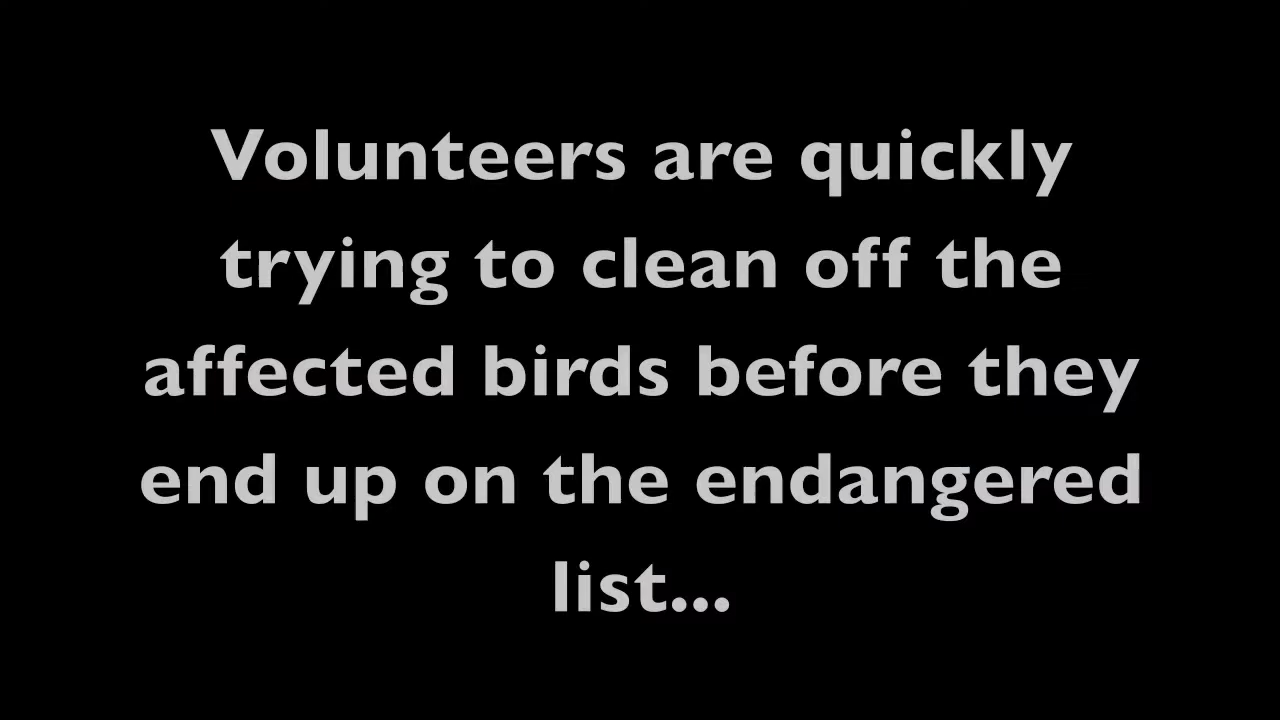 Volunteers are quickly
trying to clean off the
affected birds before they
end up on the endangered
list...